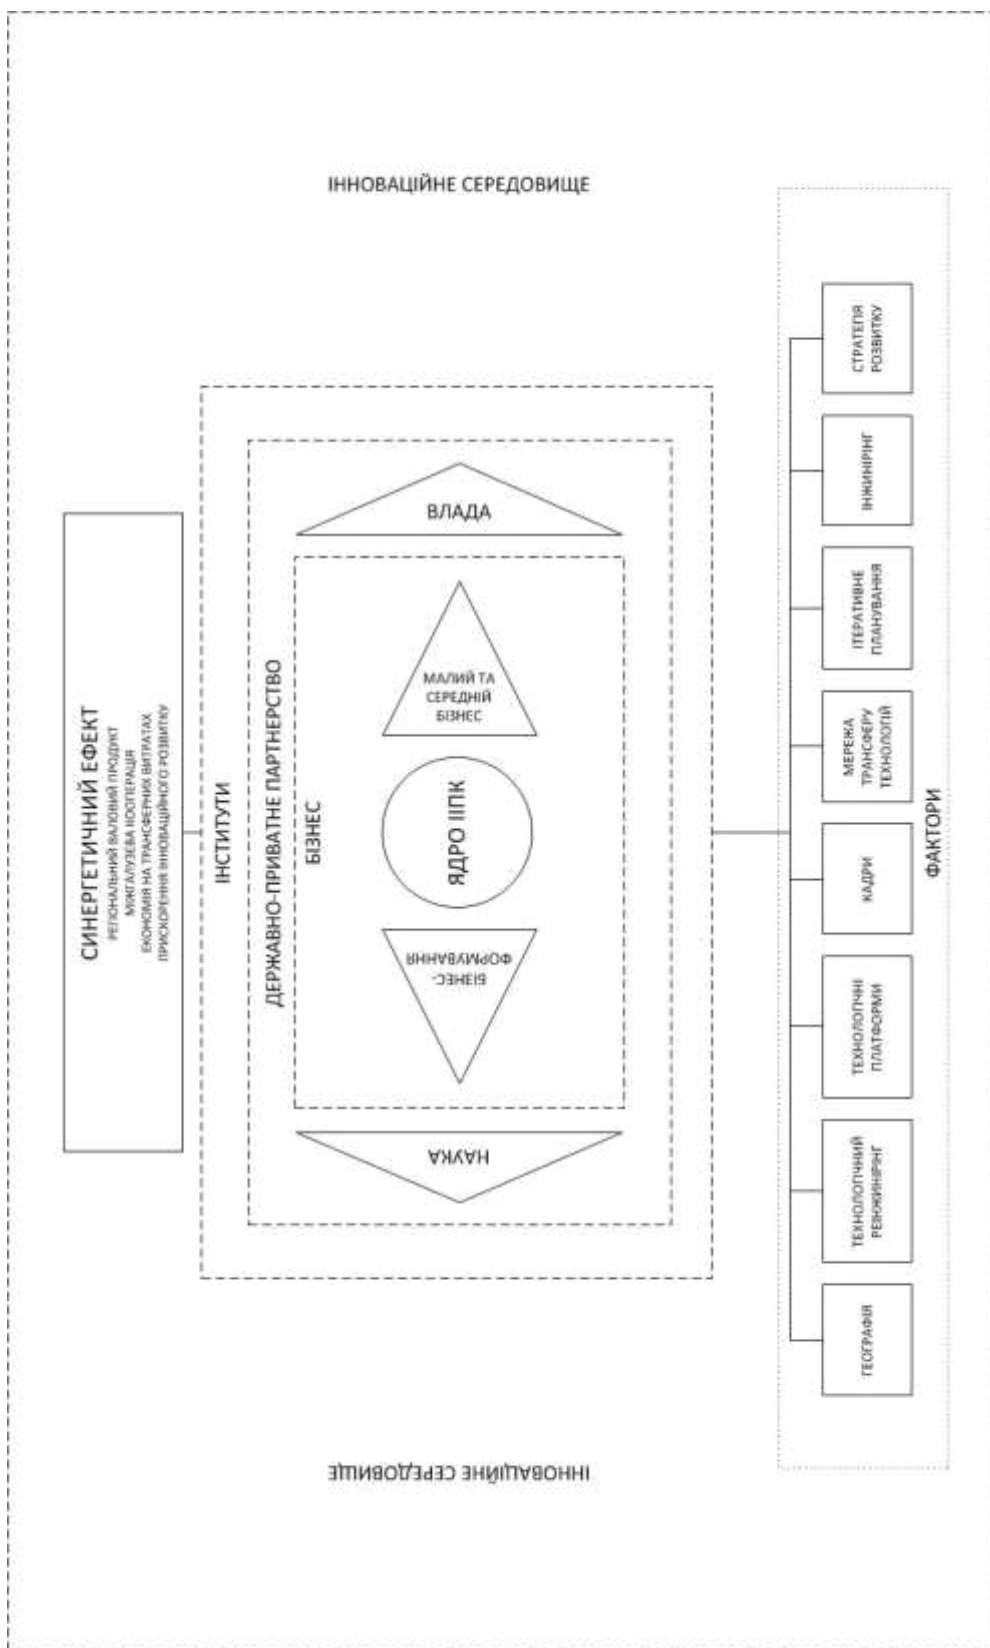 СИНЕРГЕТИЧНИЙ ЕФЕКТ
РЕГІОНАЛЬНИЙ ВАЛОВИЙ ПРОДУКТ
МІЖГАЛУЗЕВА КООПЕРАЦІЯ
ЕКОНОМІЯ НА ТРАНСФЕРНИХ ВИТРАТАХ
ПРИСКОРЕННЯ ІННОВАЦІЙНОГО РОЗВИТКУ
ІНСТИТУТИ
ДЕРЖАВНО-ПРИВАТНЕ ПАРТНЕРСТВО
БІЗНЕС
ІННОВАЦІЙНЕ СЕРЕДОВИЩЕ
НАУКА
БІЗНЕС-
ФОРМУВАННЯ
ЯДРО ІІПК
МАЛИЙ ТА
СЕРЕДНІЙ
БІЗНЕС
ВЛАДА
ІННОВАЦІЙНЕ СЕРЕДОВИЩЕ
ГЕОГРАФІЯ
ТЕХНОЛОГІЧНИЙ
РЕІНЖИНІРІНГ
ТЕХНОЛОГІЧНІ
ПЛАТФОРМИ
КАДРИ
МЕРЕЖА
ТРАНСФЕРУ
ТЕХНОЛОГІЙ
ІТЕРАТИВНЕ
ПЛАНУВАННЯ
ІНЖИНІРІНГ
СТРАТЕГІЯ
РОЗВИТКУ
ФАКТОРИ